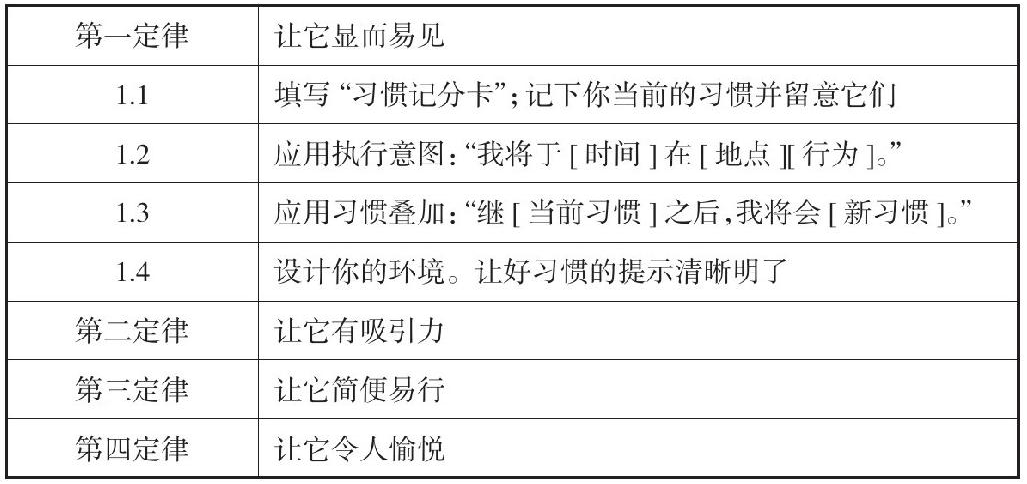 第一定律 让它显而易见
1.1 填写“习惯记分卡”;记下你当前的习惯并留意它们
1.2 应用执行意图:“我将于[时间]在[地点][行为]。”
1.3 应用习惯叠加:“继[当前习惯]之后,我将会[新习惯]。”
1.4 设计你的环境。让好习惯的提示清晰明了
第二定律 让它有吸引力
第三定律 让它简便易行
第四定律 让它令人愉悦